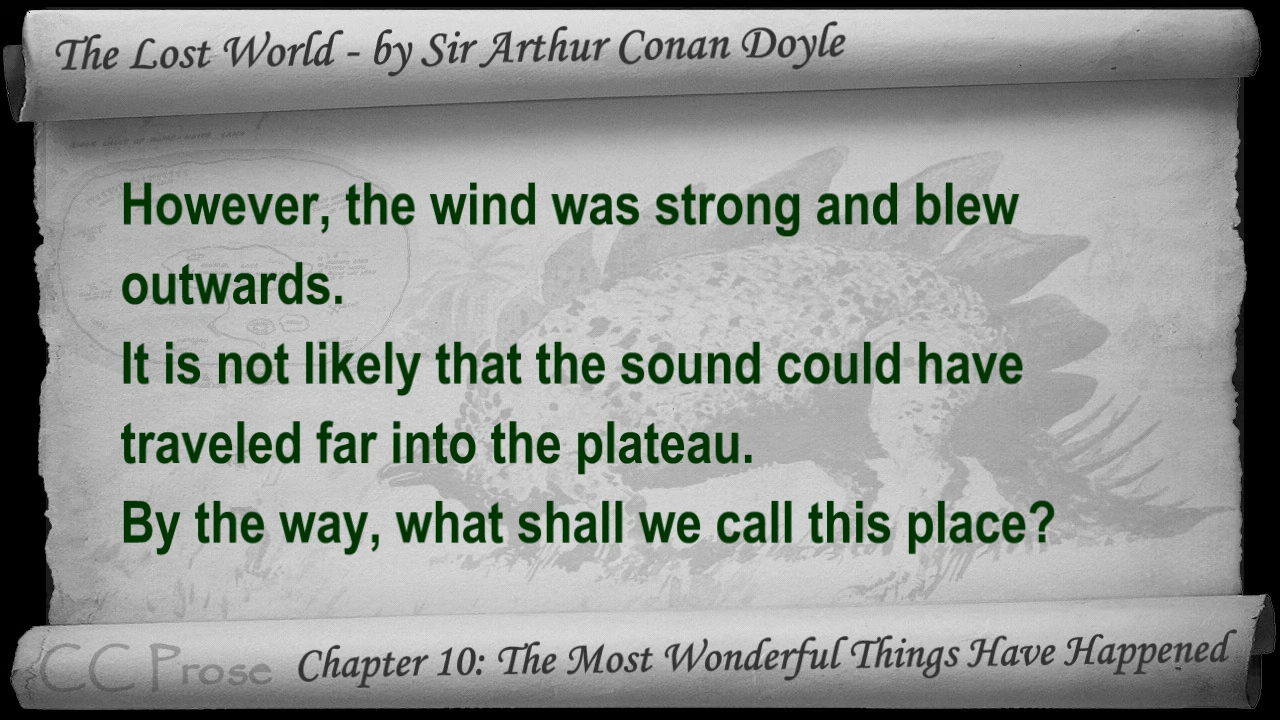 The Lost World - by Sir Arthur Conan Doyle
However, the wind was strong and blew
outwards.
It is not likely that the sound could have
traveled far into the plateau.
By the way, what shall we call this place?
CC Prose
Chapter 10: The Most Wonderful Things Have Happened